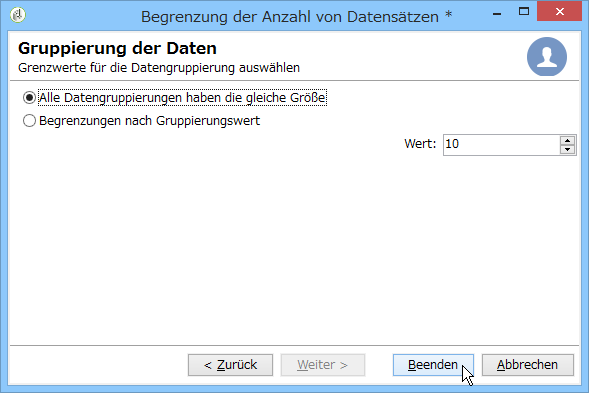 Begrenzung der Anzahl von Datensätzen *
Gruppierung der Daten
Grenzwerte für die Datengruppierung auswählen
Alle Datengruppierungen haben die gleiche Größe
Begrenzungen nach Gruppierungswert
Wert: 10
< Zurück Weiter > Beenden Abbrechen